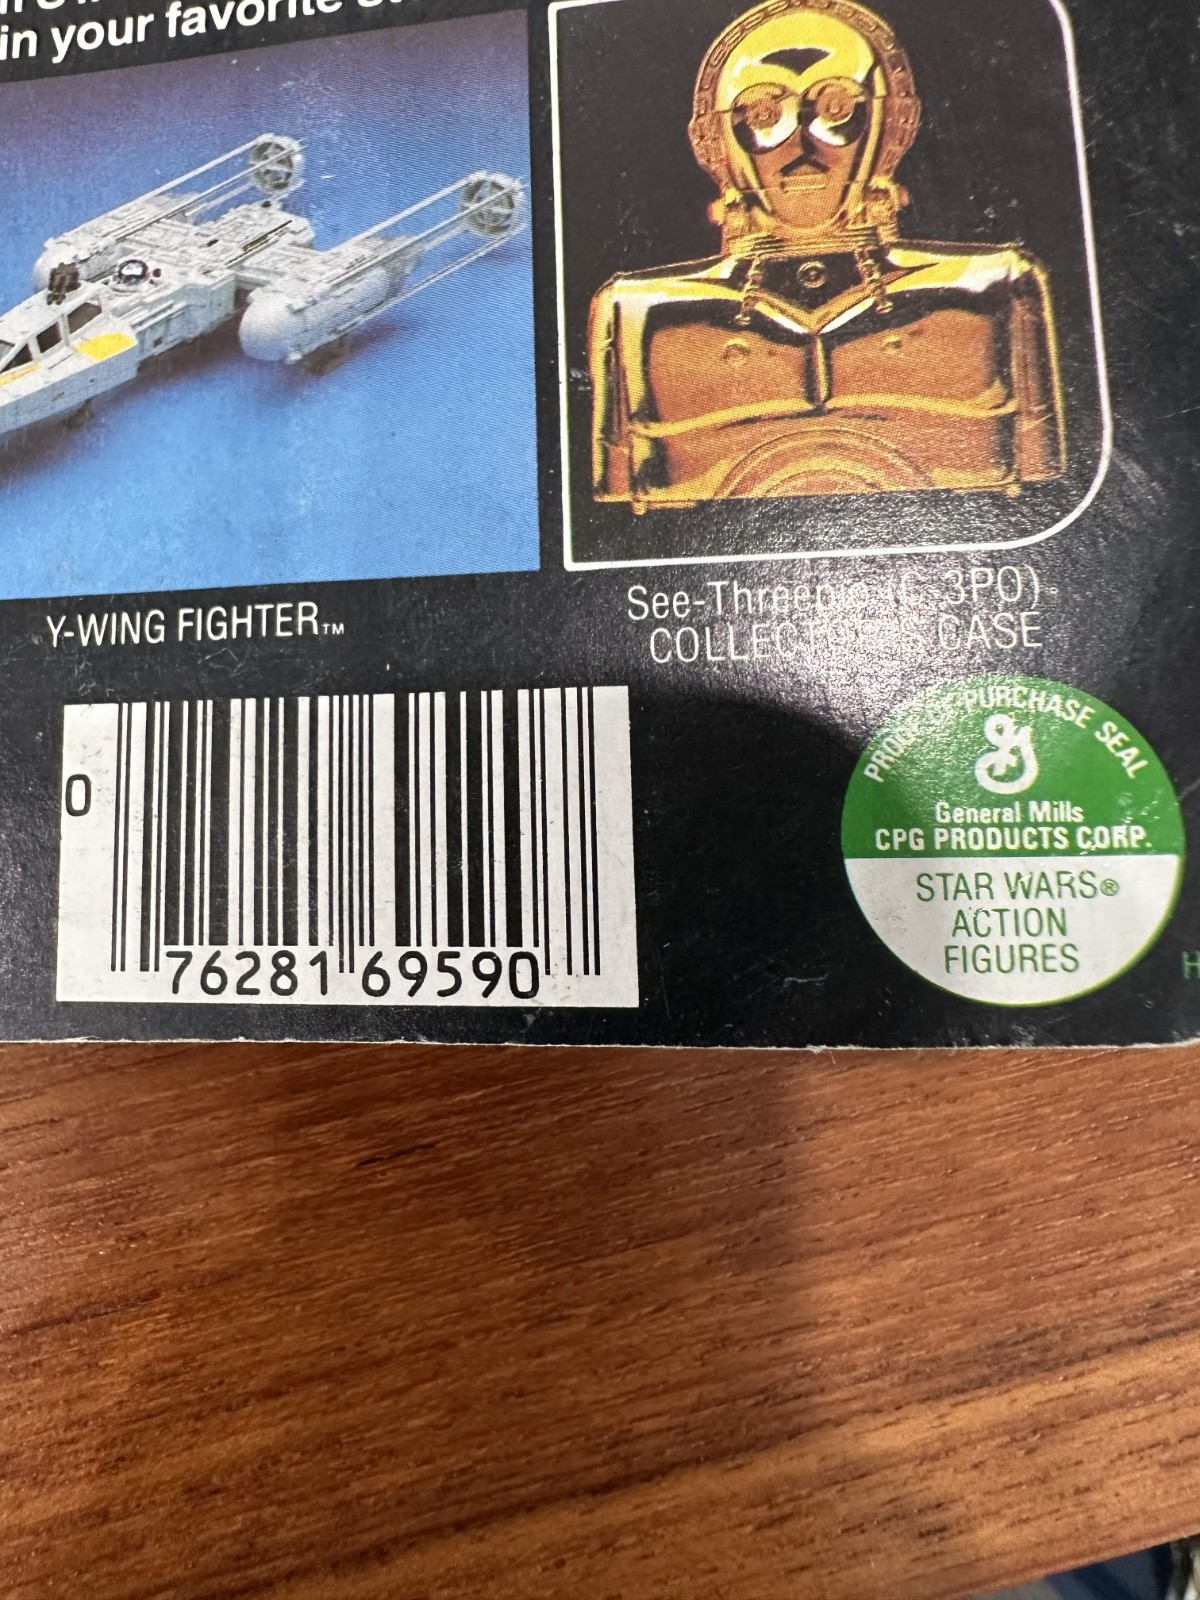 in your favorite
Y-WING FIGHTER™
See-Threepio (C-3PO)
COLLECTOR'S CASE
0
76281 69590
PROOF OF PURCHASE SEAL
General Mills
CPG PRODUCTS CORP.
STAR WARS®
ACTION
FIGURES
H